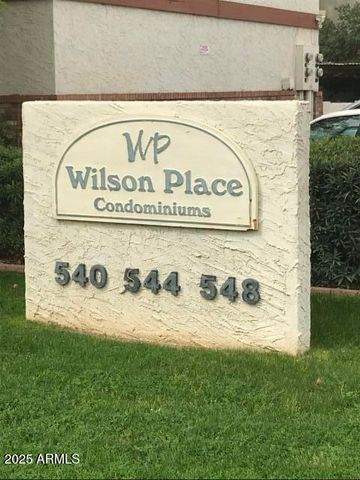 WP
Wilson Place
Condominiums
540 544 548
2025 ARMLS